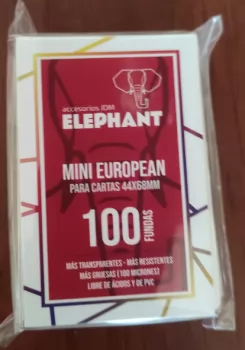 accesorios IDM
ELEPHANT
MINI EUROPEAN
PARA CARTAS 44X68MM
100 FUNDAS
MÁS TRANSPARENTES - MÁS RESISTENTES
MÁS GRUESAS (100 MICRONES)
LIBRE DE ÁCIDOS Y DE PVC